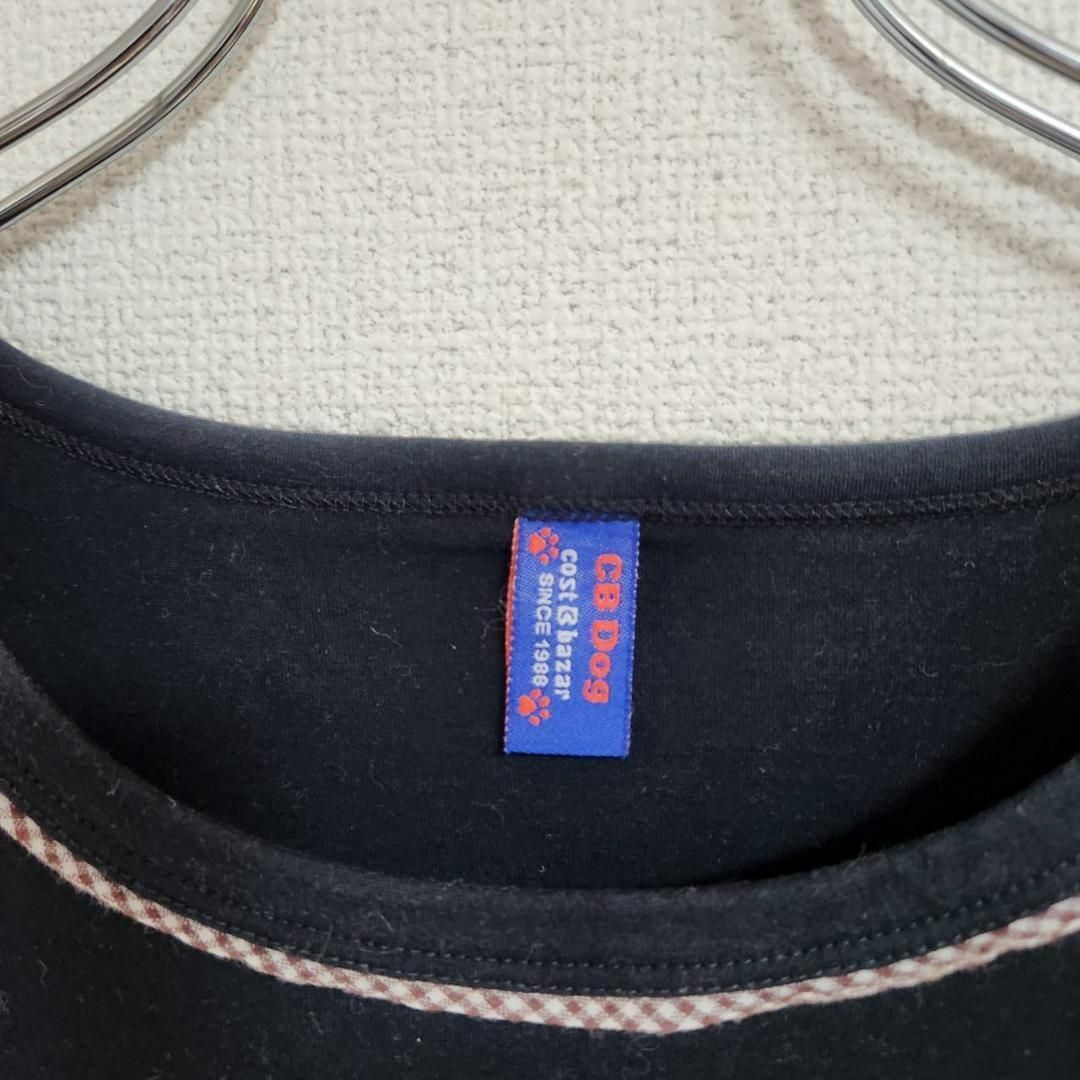 CB Dog
cost & bazar
SINCE 1988